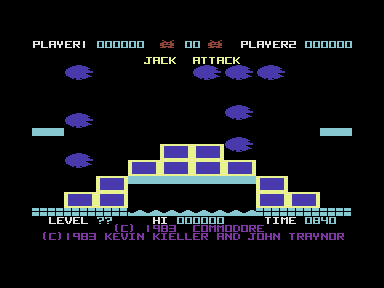 PLAYER1 000000 00 PLAYER2 000000
JACK ATTACK
LEVEL ?? HI 000000 TIME 0840
(C) 1983 COMMODORE
(C)1983 KEVIN KIELLER AND JOHN TRAYNOR